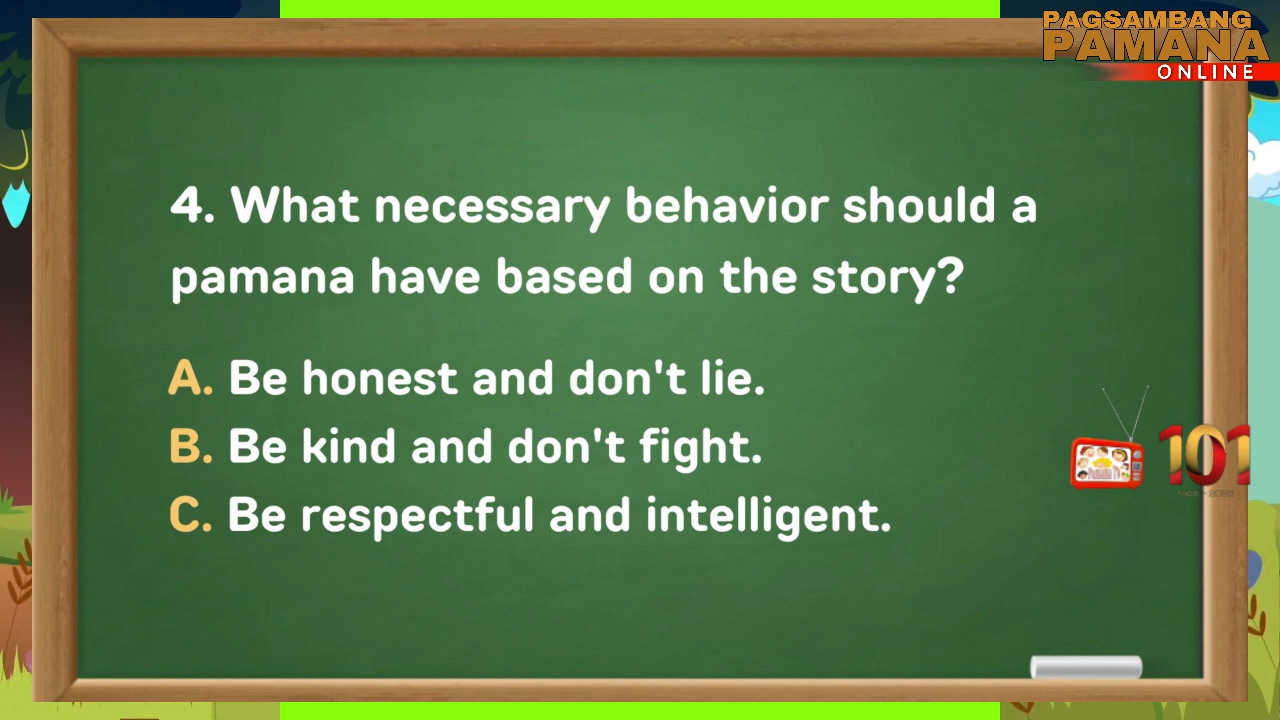 PAGSAMBANG
PAMANA
ONLINE
4. What necessary behavior should a
pamana have based on the story?
A. Be honest and don't lie.
B. Be kind and don't fight.
C. Be respectful and intelligent.
101